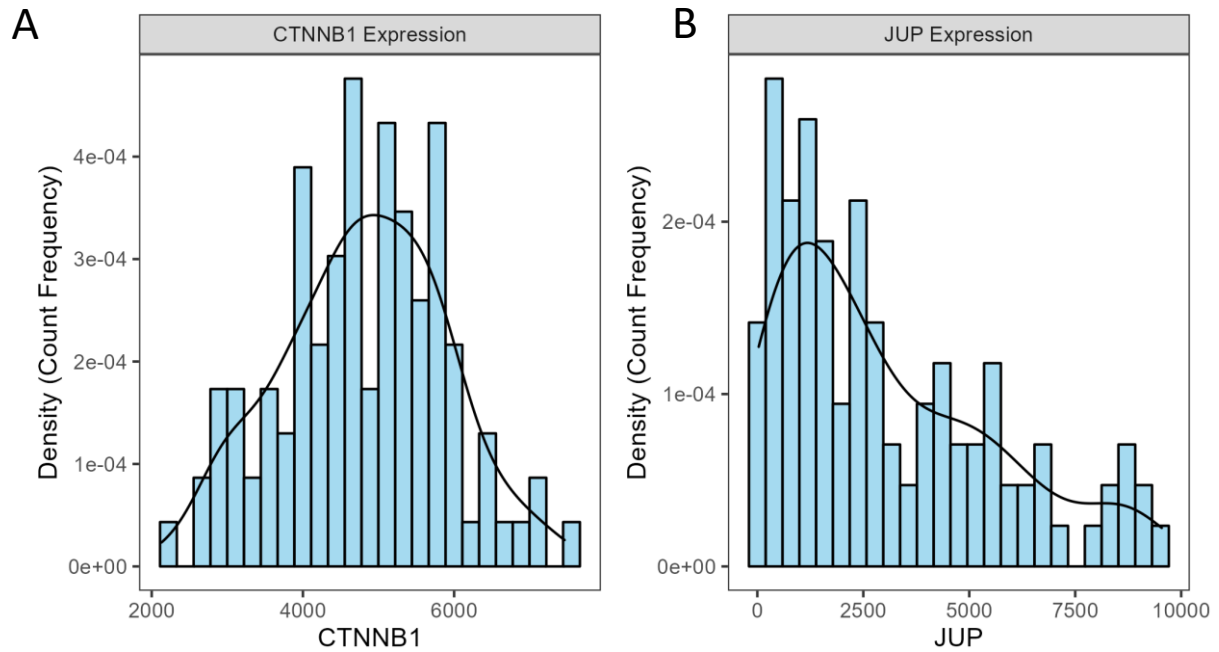 A
CTNNB1 Expression
Density (Count Frequency)
4e-04
3e-04
2e-04
1e-04
0e+00
2000 4000 6000
CTNNB1
B
JUP Expression
Density (Count Frequency)
2e-04
1e-04
0e+00
0 2500 5000 7500 10000
JUP